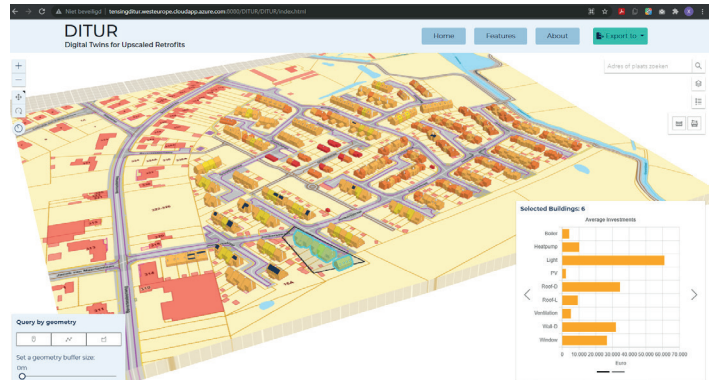 Niet beveiligd | tensingditur.westeurope.cloudapp.azure.com:8000/DITUR/DITUR/index.html
DITUR
Digital Twins for Upscaled Retrofits
Home
Features
About
Export to
Adres of plaats zoeken
Selected Buildings: 6
Average Investments
Boiler
Heatpump
Light
PV
Roof-D
Roof-L
Ventilation
Wall-D
Window
0 10.000 20.000 30.000 40.000 50.000 60.000 70.000
Euro
Query by geometry
Set a geometry buffer size:
0m